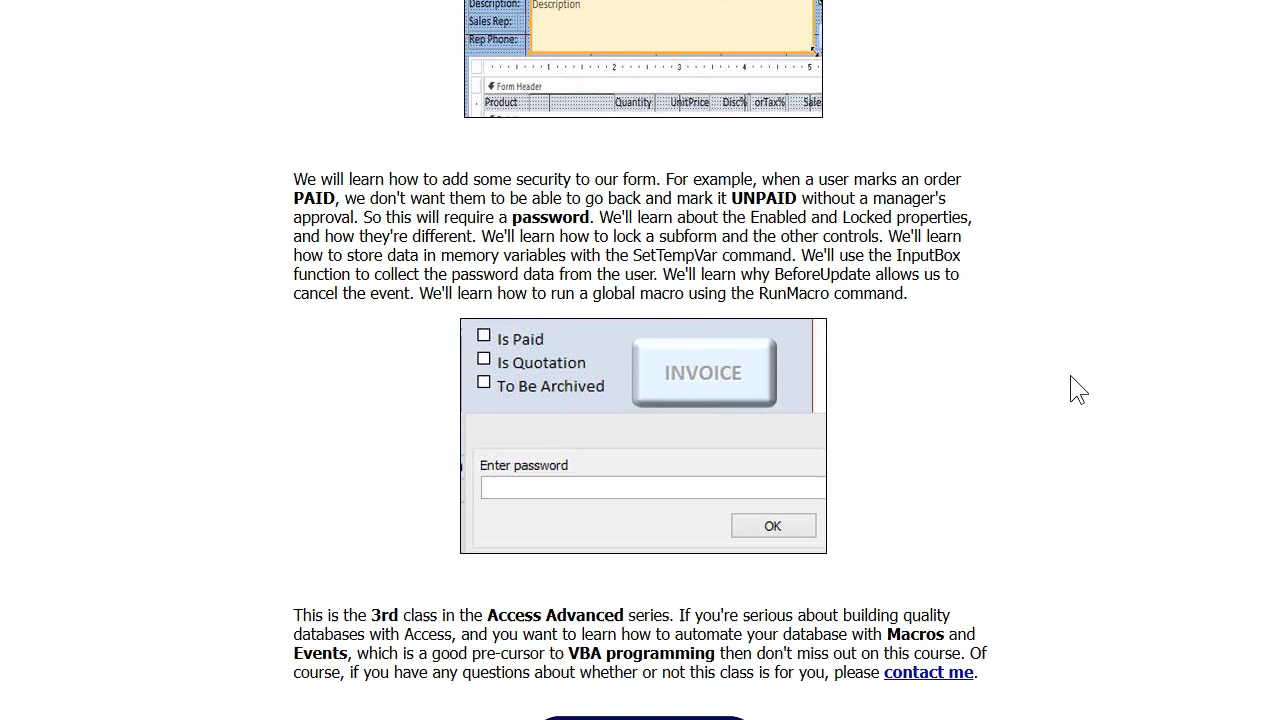 Description:
Description
Sales Rep:
Rep Phone:
1 2 3 4 5
Form Header
Product Quantity UnitPrice Disc% orTax% Sale
We will learn how to add some security to our form. For example, when a user marks an order
PAID, we don't want them to be able to go back and mark it UNPAID without a manager's
approval. So this will require a password. We'll learn about the Enabled and Locked properties,
and how they're different. We'll learn how to lock a subform and the other controls. We'll learn
how to store data in memory variables with the SetTempVar command. We'll use the InputBox
function to collect the password data from the user. We'll learn why BeforeUpdate allows us to
cancel the event. We'll learn how to run a global macro using the RunMacro command.
Is Paid
Is Quotation
To Be Archived
INVOICE
Enter password
OK
This is the 3rd class in the Access Advanced series. If you're serious about building quality
databases with Access, and you want to learn how to automate your database with Macros and
Events, which is a good pre-cursor to VBA programming then don't miss out on this course. Of
course, if you have any questions about whether or not this class is for you, please contact me.